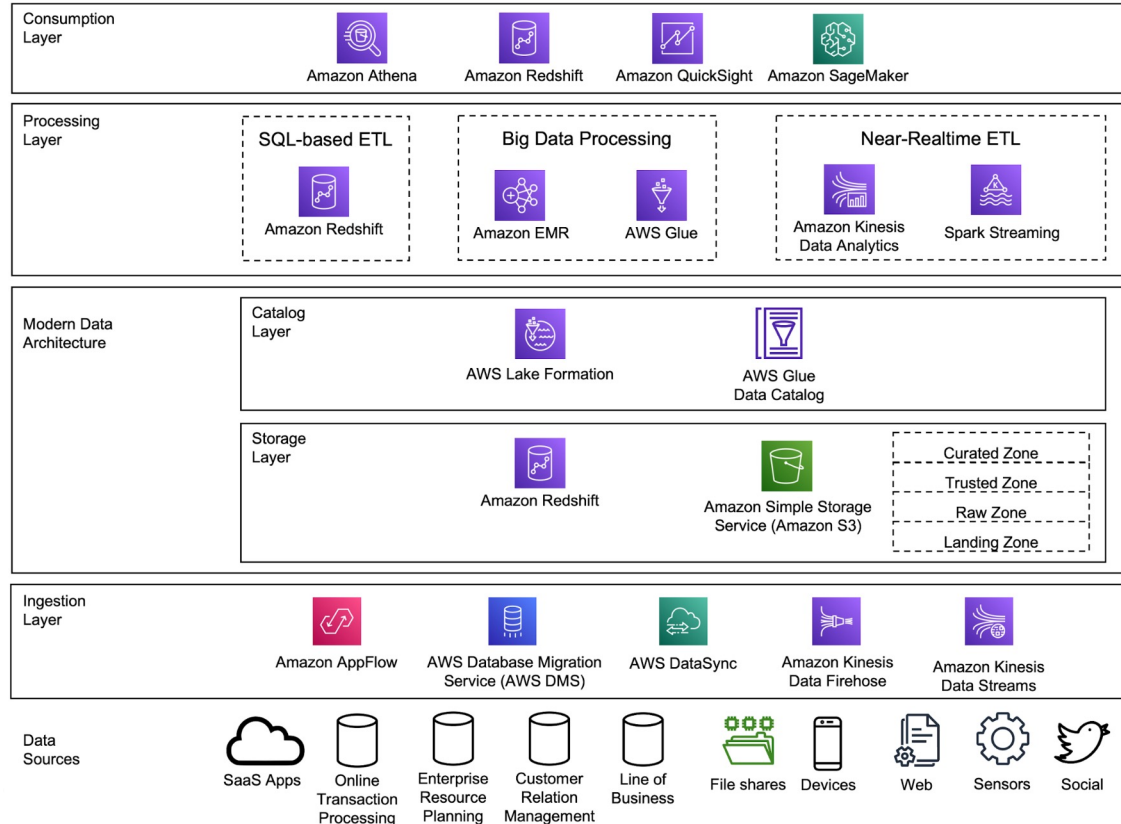 Consumption
Layer
Amazon Athena
Amazon Redshift
Amazon QuickSight
Amazon SageMaker
Processing
Layer
SQL-based ETL
Amazon Redshift
Big Data Processing
Amazon EMR
AWS Glue
Near-Realtime ETL
Amazon Kinesis
Data Analytics
Spark Streaming
Modern Data
Architecture
Catalog
Layer
AWS Lake Formation
AWS Glue
Data Catalog
Storage
Layer
Amazon Redshift
Amazon Simple Storage
Service (Amazon S3)
Curated Zone
Trusted Zone
Raw Zone
Landing Zone
Ingestion
Layer
Amazon AppFlow
AWS Database Migration
Service (AWS DMS)
AWS DataSync
Amazon Kinesis
Data Firehose
Amazon Kinesis
Data Streams
Data
Sources
SaaS Apps
Online
Transaction
Processing
Enterprise
Resource
Planning
Customer
Relation
Management
Line of
Business
File shares
Devices
Web
Sensors
Social